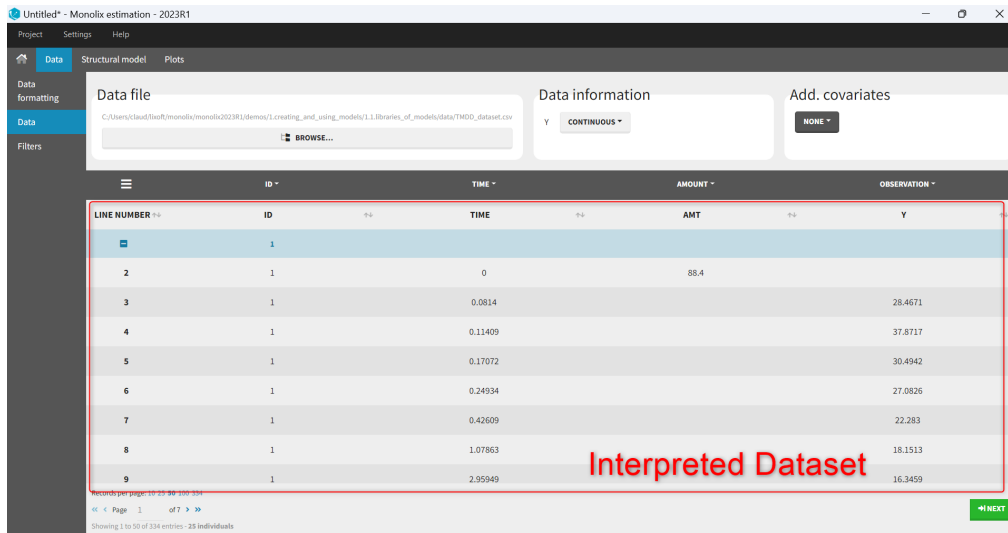 Untitled* - Monolix estimation - 2023R1
Project Settings Help
Data Structural model Plots
Data formatting
Data
Filters
Data file
C:/Users/claud/lixoft/monolix/monolix2023R1/demos/1.creating_and_using_models/1.1.libraries_of_models/data/TMDD_dataset.csv
BROWSE...
Data information
Y CONTINUOUS
Add. covariates
NONE
ID TIME AMOUNT OBSERVATION
LINE NUMBER ID TIME AMT Y
1
2 1 0 88.4
3 1 0.0814 28.4671
4 1 0.11409 37.8717
5 1 0.17072 30.4942
6 1 0.24934 27.0826
7 1 0.42609 22.283
8 1 1.07863 18.1513
9 1 2.95949 16.3459
Interpreted Dataset
Records per page: 10 25 50 100 334
<< < Page 1 of 7 > >>
Showing 1 to 50 of 334 entries - 25 individuals
NEXT